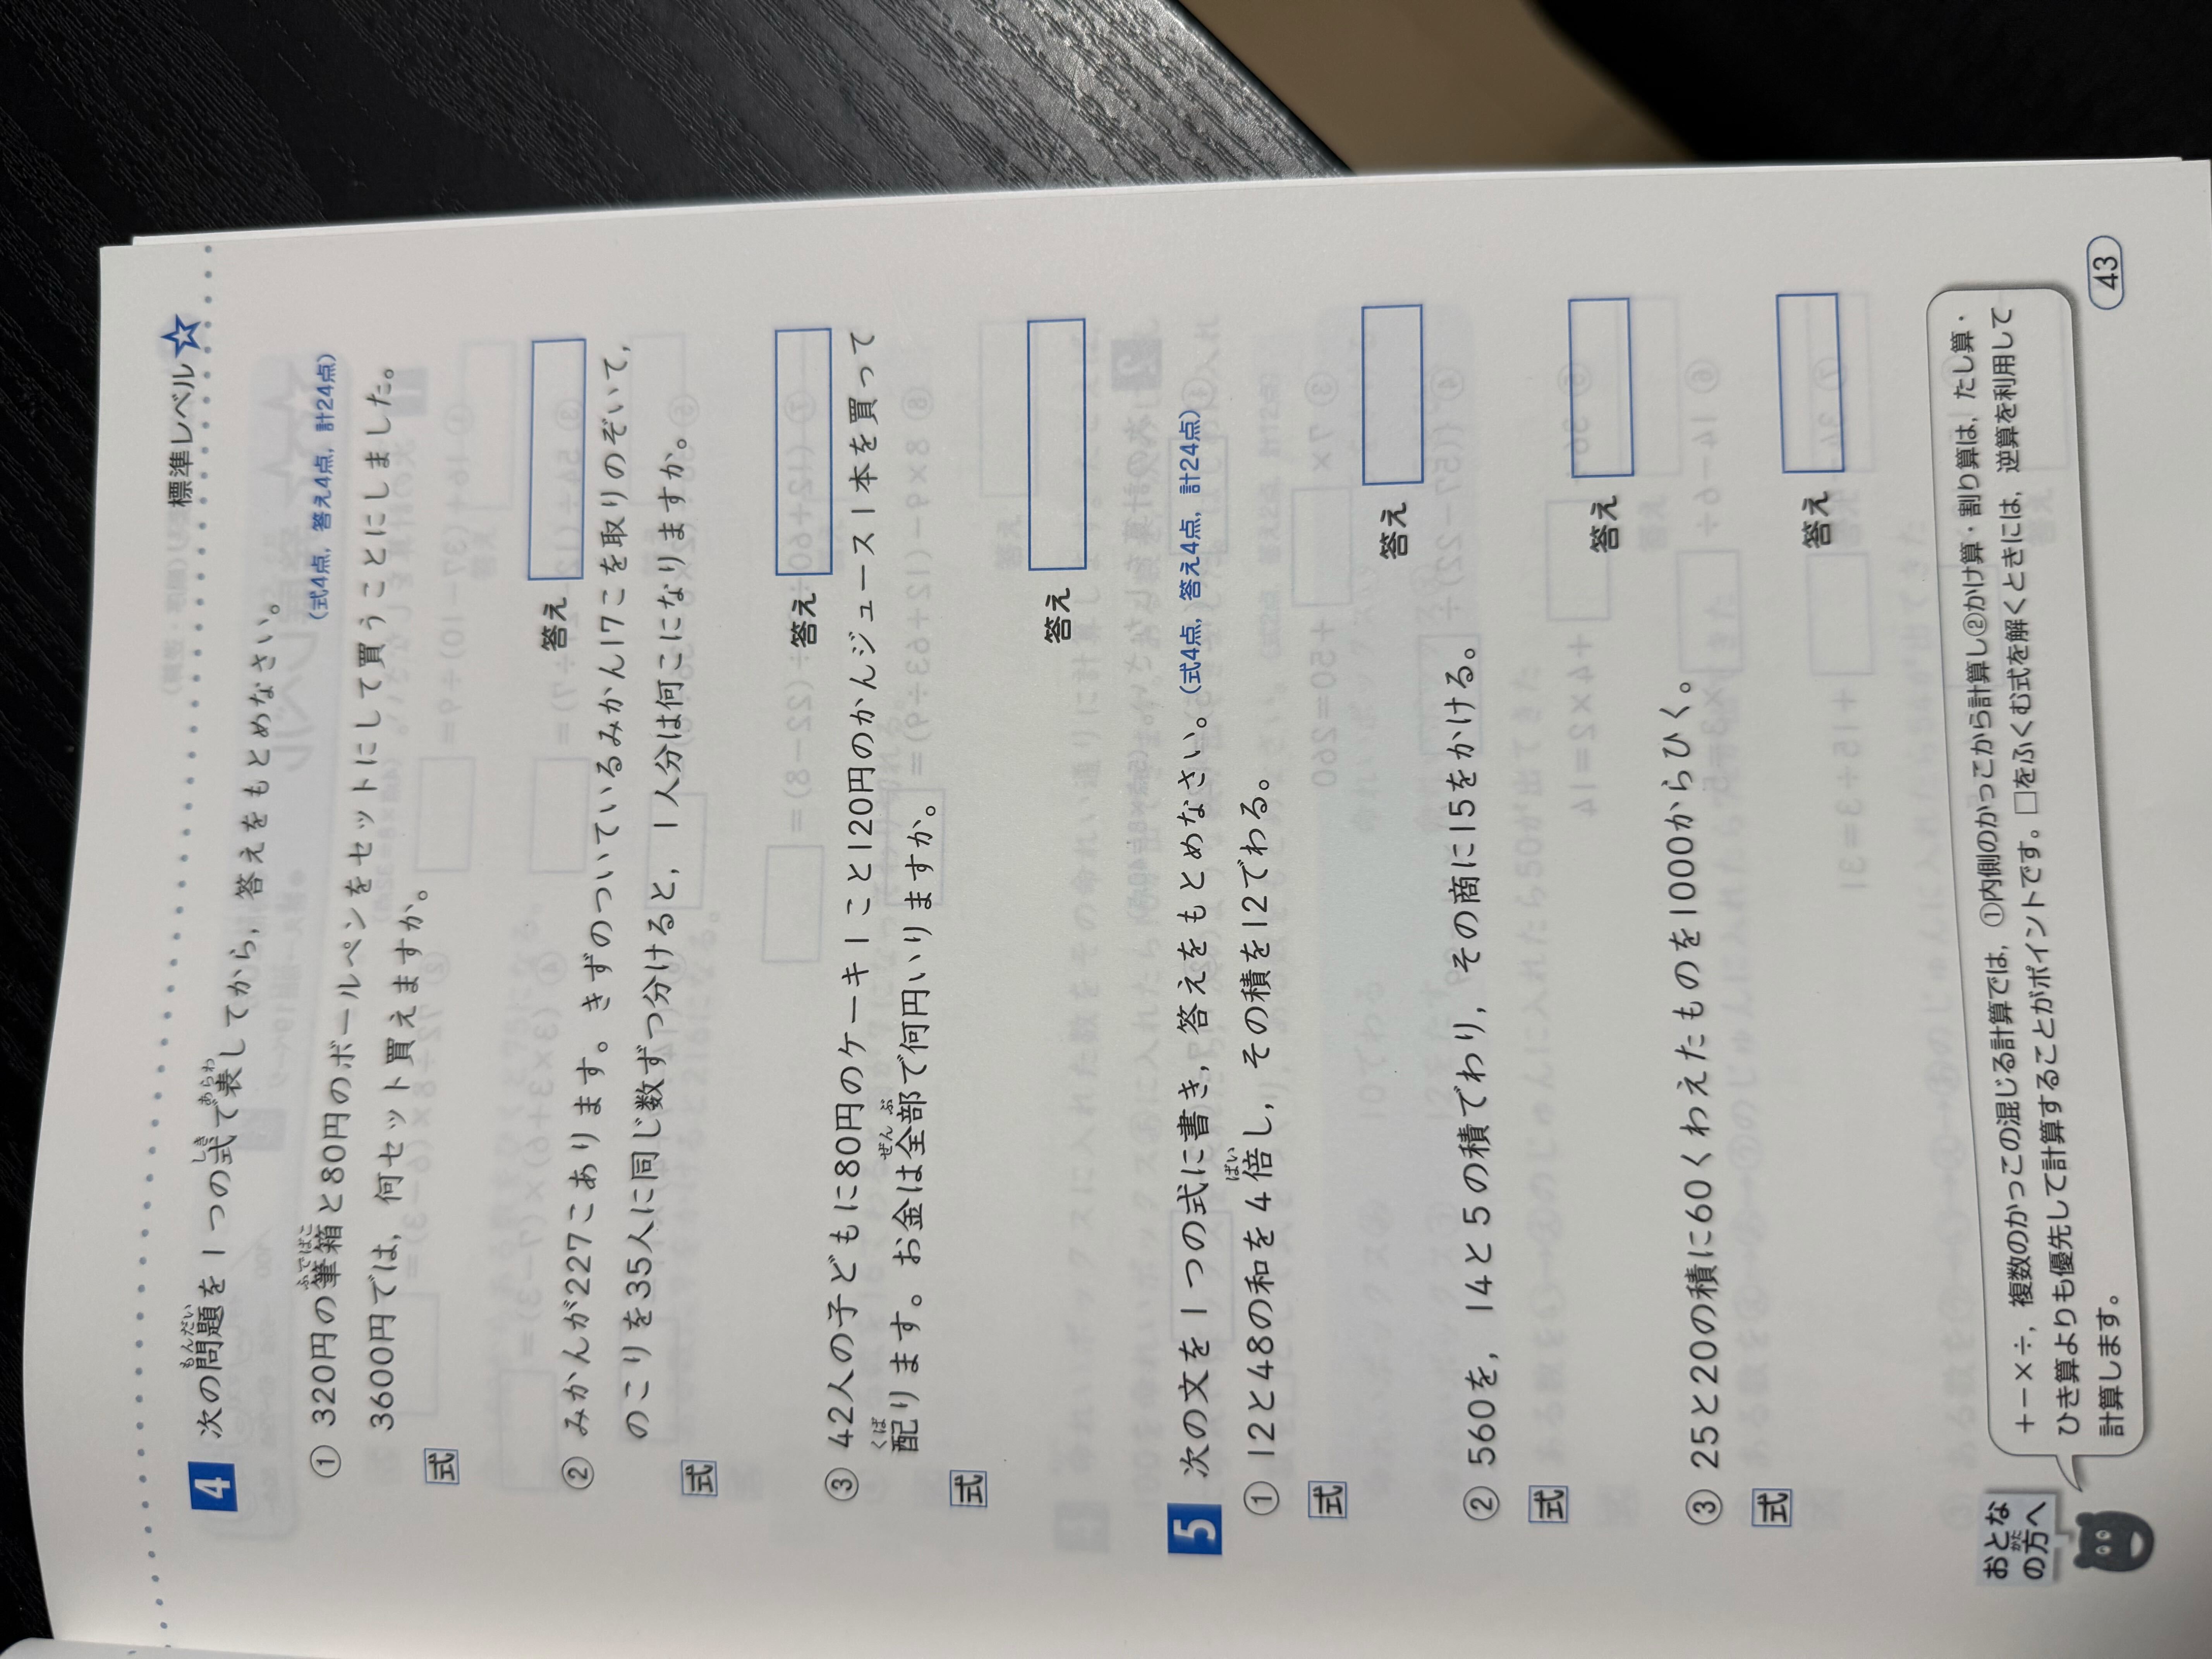 標準レベル
4 次の問題を1つの式で表してから，答えをもとめなさい。
もんだい しき あらわ
(式4点，答え4点，計24点)
① 320円の筆箱と80円のボールペンをセットにして買うことにしました。
ふでばこ
3600円では，何セット買えますか。
式
答え
② みかんが227こあります。きずのついているみかん17こを取りのぞいて，
のこりを35人に同じ数ずつ分けると，1人分は何こになりますか。
式
答え
③ 42人の子どもに80円のケーキ1こと120円のかんジュース1本を買って
配ります。お金は全部で何円いりますか。
くば ぜんぶ
式
答え
5 次の文を1つの式に書き，答えをもとめなさい。(式4点，答え4点，計24点)
① 12と48の和を4倍し，その積を12でわる。
ばい
式
答え
② 560を，14と5の積でわり，その商に15をかける。
式
答え
③ 25と20の積に60くわえたものを1000からひく。
式
答え
おとな
の方へ
かた
＋－×÷，複数のかっこの混じる計算では，①内側のかっこから計算し②かけ算・割り算は，たし算・
ひき算よりも優先して計算することがポイントです。□をふくむ式を解くときには，逆算を利用して
計算します。
43